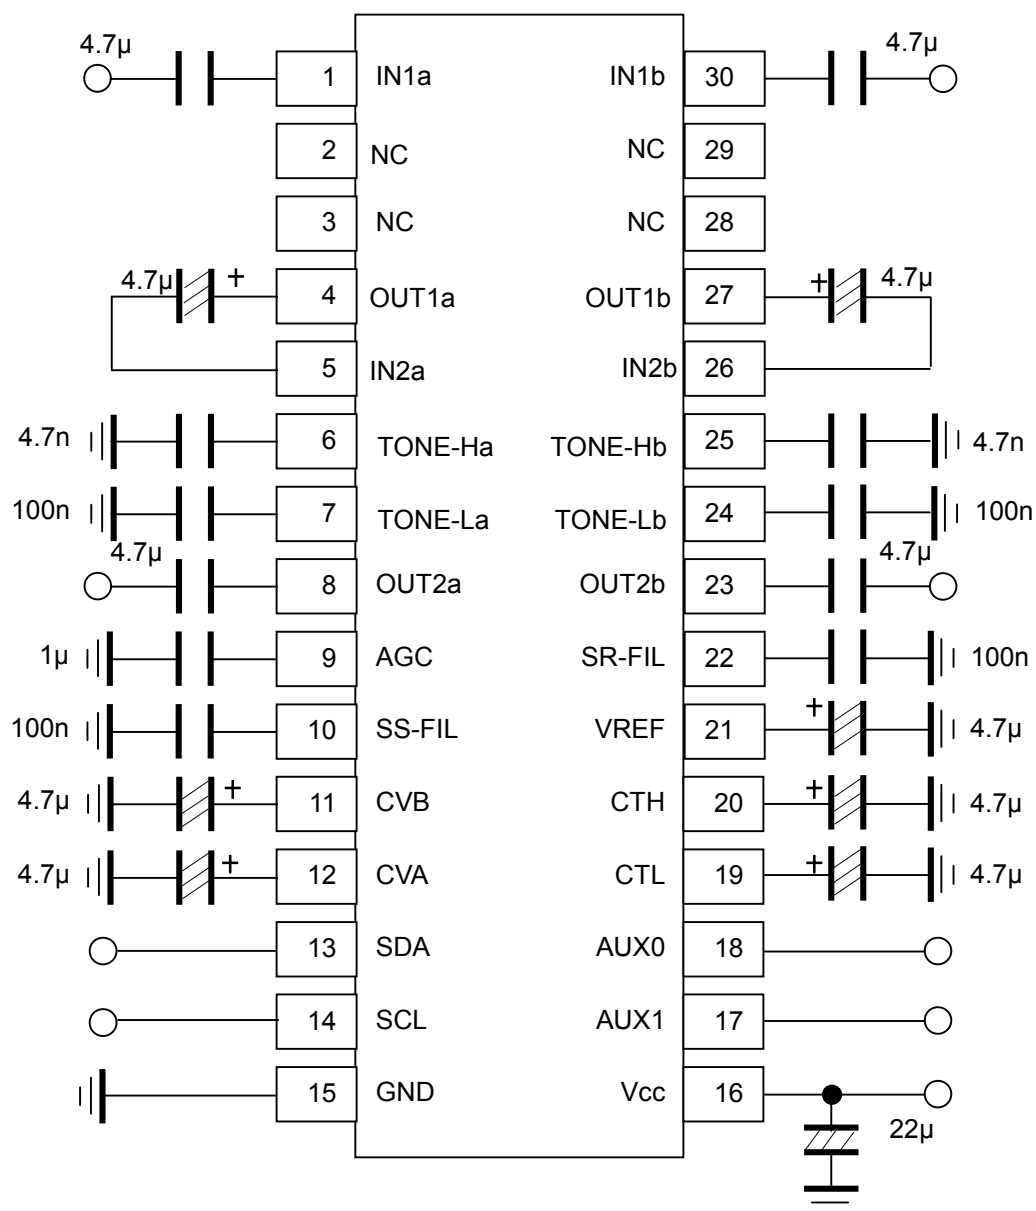 4.7µ 1 IN1a IN1b 30 4.7µ
2 NC NC 29
3 NC NC 28
4.7µ + 4 OUT1a OUT1b 27 + 4.7µ
5 IN2a IN2b 26
4.7n 6 TONE-Ha TONE-Hb 25 4.7n
100n 7 TONE-La TONE-Lb 24 100n
4.7µ 8 OUT2a OUT2b 23 4.7µ
1µ 9 AGC SR-FIL 22 100n
100n 10 SS-FIL VREF 21 + 4.7µ
4.7µ + 11 CVB CTH 20 + 4.7µ
4.7µ + 12 CVA CTL 19 + 4.7µ
13 SDA AUX0 18
14 SCL AUX1 17
15 GND Vcc 16
22µ